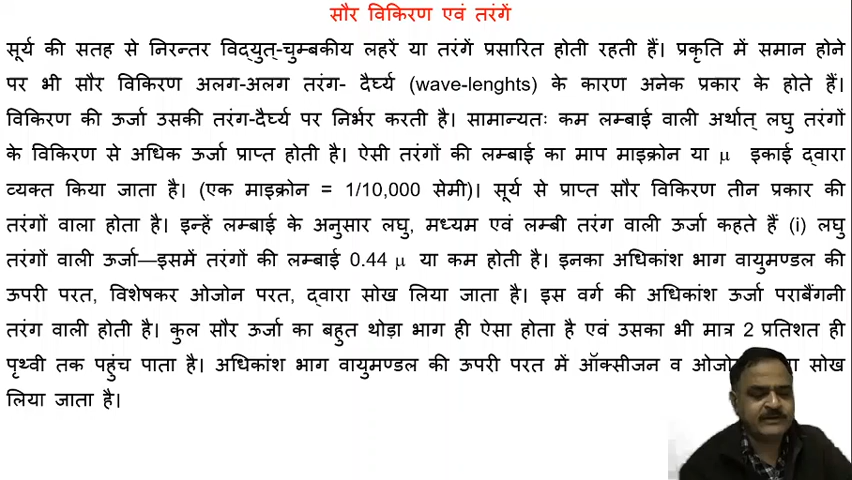 सौर विकिरण एवं तरंगें
सूर्य की सतह से निरन्तर विद्युत्-चुम्बकीय लहरें या तरंगें प्रसारित होती रहती हैं। प्रकृति में समान होने
पर भी सौर विकिरण अलग-अलग तरंग- दैर्घ्य (wave-lenghts) के कारण अनेक प्रकार के होते हैं।
विकिरण की ऊर्जा उसकी तरंग-दैर्घ्य पर निर्भर करती है। सामान्यतः कम लम्बाई वाली अर्थात् लघु तरंगों
के विकिरण से अधिक ऊर्जा प्राप्त होती है। ऐसी तरंगों की लम्बाई का माप माइक्रोन या μ इकाई द्वारा
व्यक्त किया जाता है। (एक माइक्रोन = 1/10,000 सेमी)। सूर्य से प्राप्त सौर विकिरण तीन प्रकार की
तरंगों वाला होता है। इन्हें लम्बाई के अनुसार लघु, मध्यम एवं लम्बी तरंग वाली ऊर्जा कहते हैं (i) लघु
तरंगों वाली ऊर्जा—इसमें तरंगों की लम्बाई 0.44 μ या कम होती है। इनका अधिकांश भाग वायुमण्डल की
ऊपरी परत, विशेषकर ओजोन परत, द्वारा सोख लिया जाता है। इस वर्ग की अधिकांश ऊर्जा पराबैंगनी
तरंग वाली होती है। कुल सौर ऊर्जा का बहुत थोड़ा भाग ही ऐसा होता है एवं उसका भी मात्र 2 प्रतिशत ही
पृथ्वी तक पहुंच पाता है। अधिकांश भाग वायुमण्डल की ऊपरी परत में ऑक्सीजन व सोख
लिया जाता है।